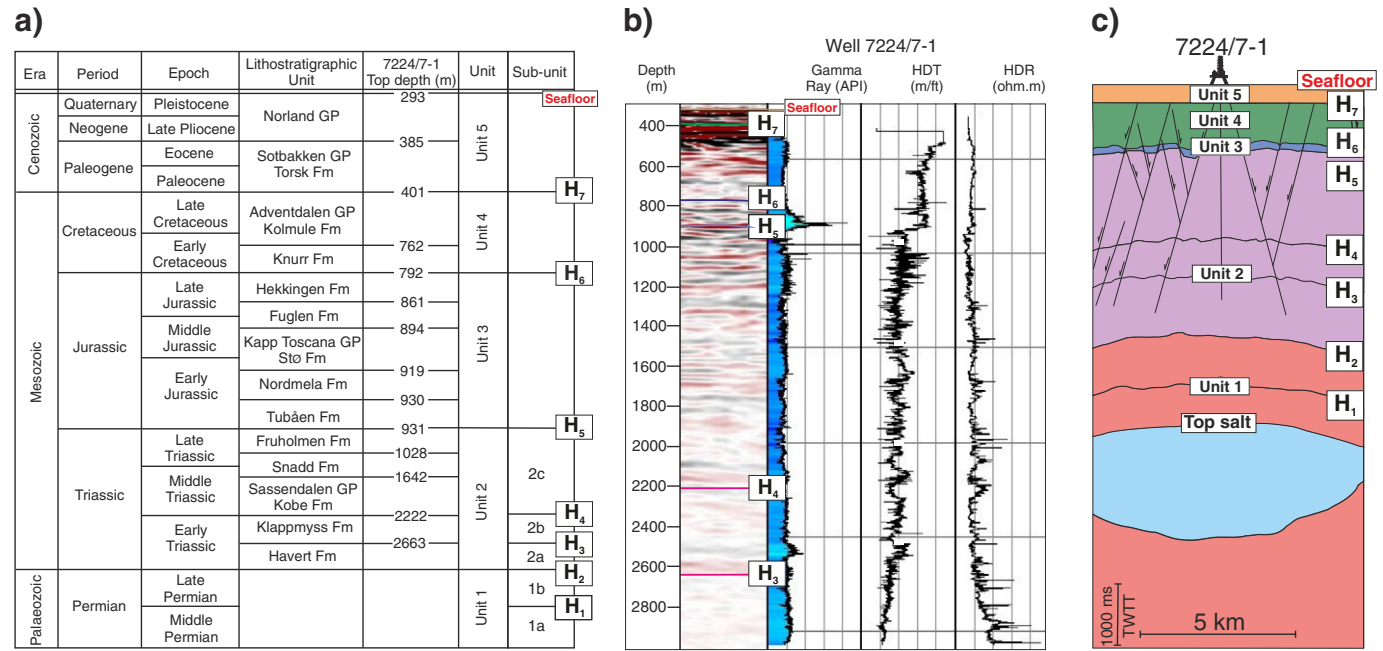 a)
Era
Period
Epoch
Lithostratigraphic
Unit
7224/7-1
Top depth (m)
Unit
Sub-unit
Cenozoic
Quaternary
Pleistocene
Norland GP
293
Seafloor
Neogene
Late Pliocene
385
Paleogene
Eocene
Paleocene
Sotbakken GP
Torsk Fm
Unit 5
401
H7
Mesozoic
Cretaceous
Late
Cretaceous
Adventdalen GP
Kolmule Fm
Unit 4
762
Early
Cretaceous
Knurr Fm
792
H6
Jurassic
Late
Jurassic
Hekkingen Fm
861
Fuglen Fm
Middle
Jurassic
894
Kapp Toscana GP
Stø Fm
Unit 3
919
Early
Jurassic
Nordmela Fm
930
Tubåen Fm
931
H5
Triassic
Late
Triassic
Fruholmen Fm
1028
Snadd Fm
Middle
Triassic
1642
Sassendalen GP
Kobe Fm
Unit 2
2c
2222
H4
Early
Triassic
Klappmyss Fm
2b
2663
H3
Havert Fm
2a
H2
Palaeozoic
Permian
Late
Permian
Unit 1
1b
H1
Middle
Permian
1a
b)
Well 7224/7-1
Depth
(m)
Gamma
Ray (API)
HDT
(m/ft)
HDR
(ohm.m)
Seafloor
400
H7
600
800
H6
H5
1000
1200
1400
1600
1800
2000
2200
H4
2400
2600
H3
2800
c)
7224/7-1
Seafloor
Unit 5
H7
Unit 4
H6
Unit 3
H5
H4
Unit 2
H3
H2
Unit 1
H1
Top salt
1000 ms
TWTT
5 km